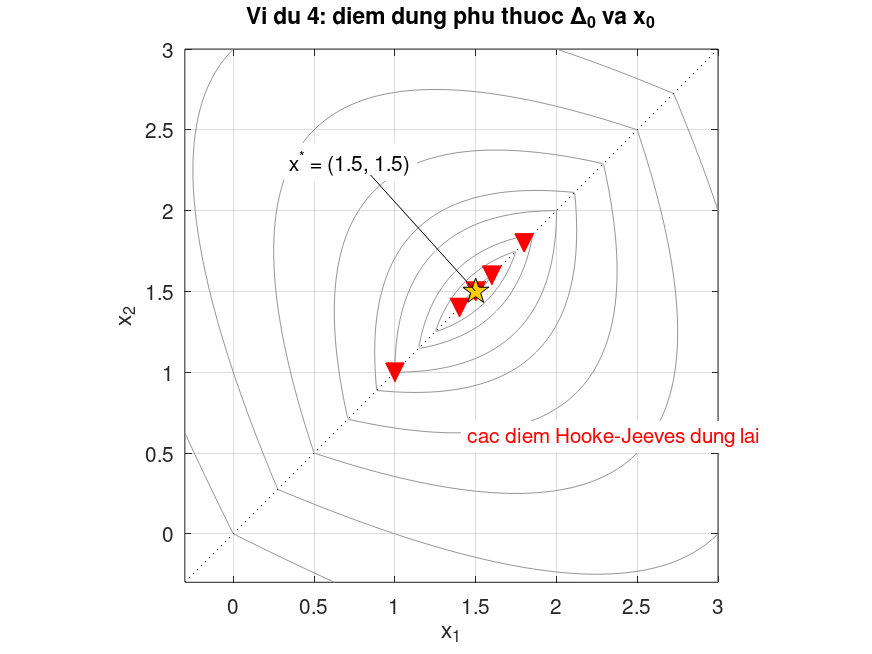 Vi du 4: diem dung phu thuoc Δ₀ va x₀
3
2.5
x* = (1.5, 1.5)
2
1.5
x₂
1
cac diem Hooke-Jeeves dung lai
0.5
0
0 0.5 1 1.5 2 2.5 3
x₁